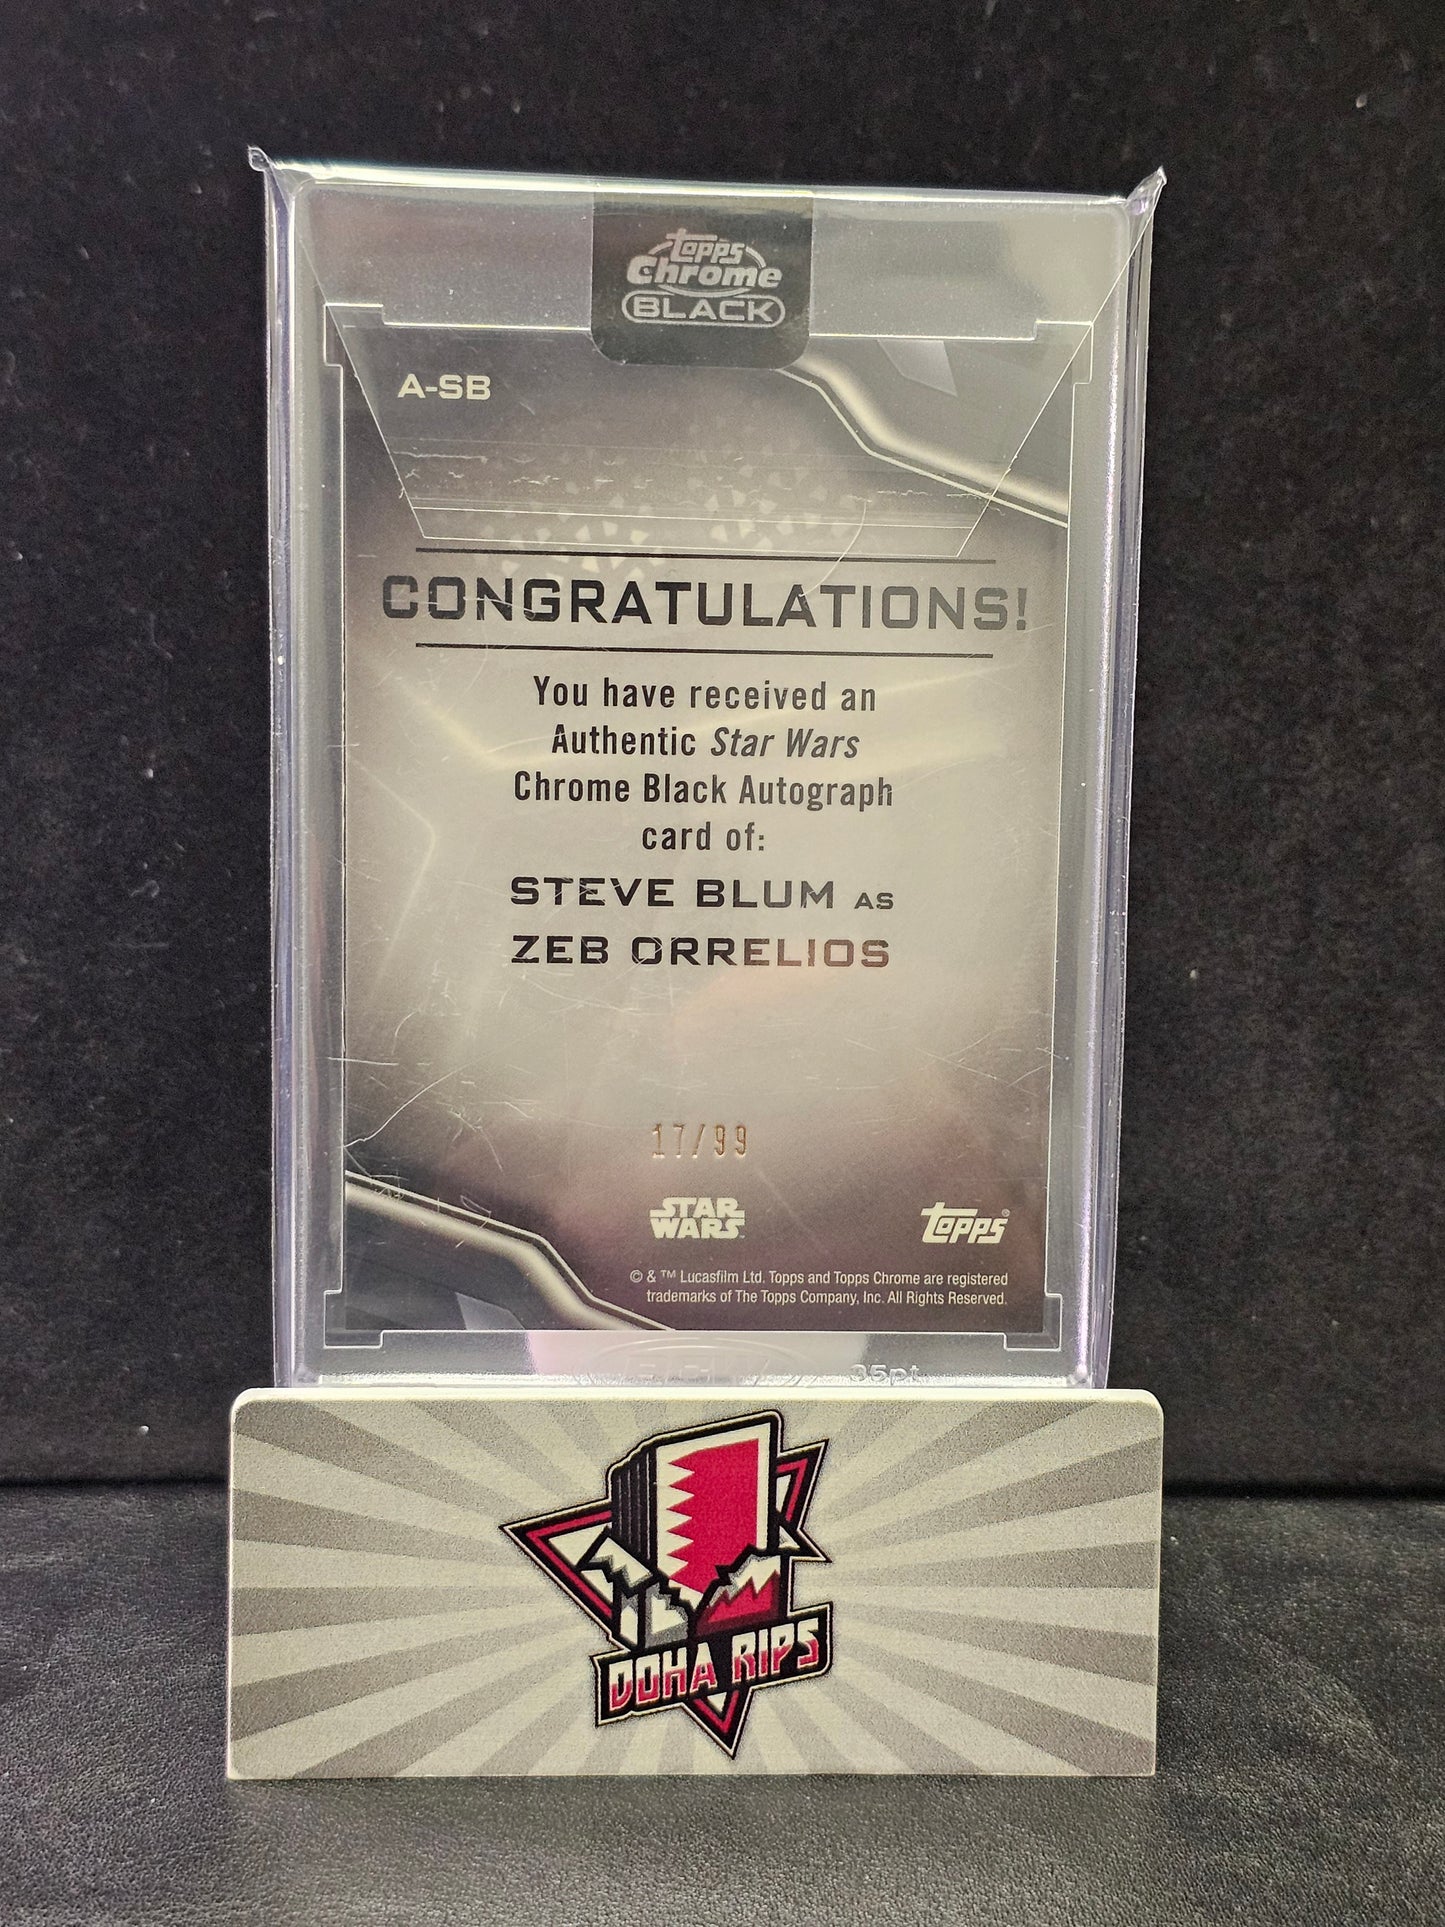 Topps
Chrome
BLACK
A-SB
CONGRATULATIONS!
You have received an
Authentic Star Wars
Chrome Black Autograph
card of:
STEVE BLUM AS
ZEB ORRELIOS
17/99
STAR
WARS
Topps®
© & ™ Lucasfilm Ltd. Topps and Topps Chrome are registered
trademarks of The Topps Company, Inc. All Rights Reserved.
35pt
DOHA RIPS